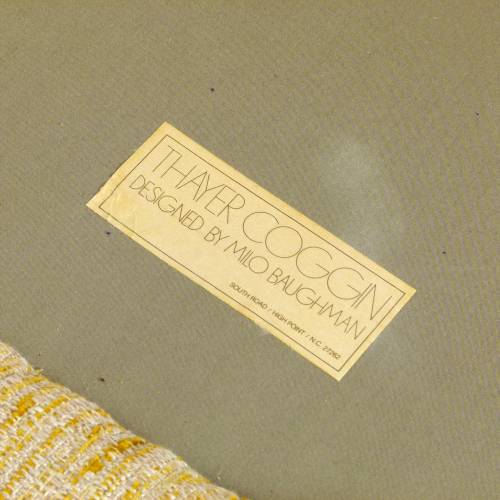 THAYER COGGIN
DESIGNED BY MILO BAUGHMAN
SOUTH ROAD / HIGH POINT / N.C. 27262